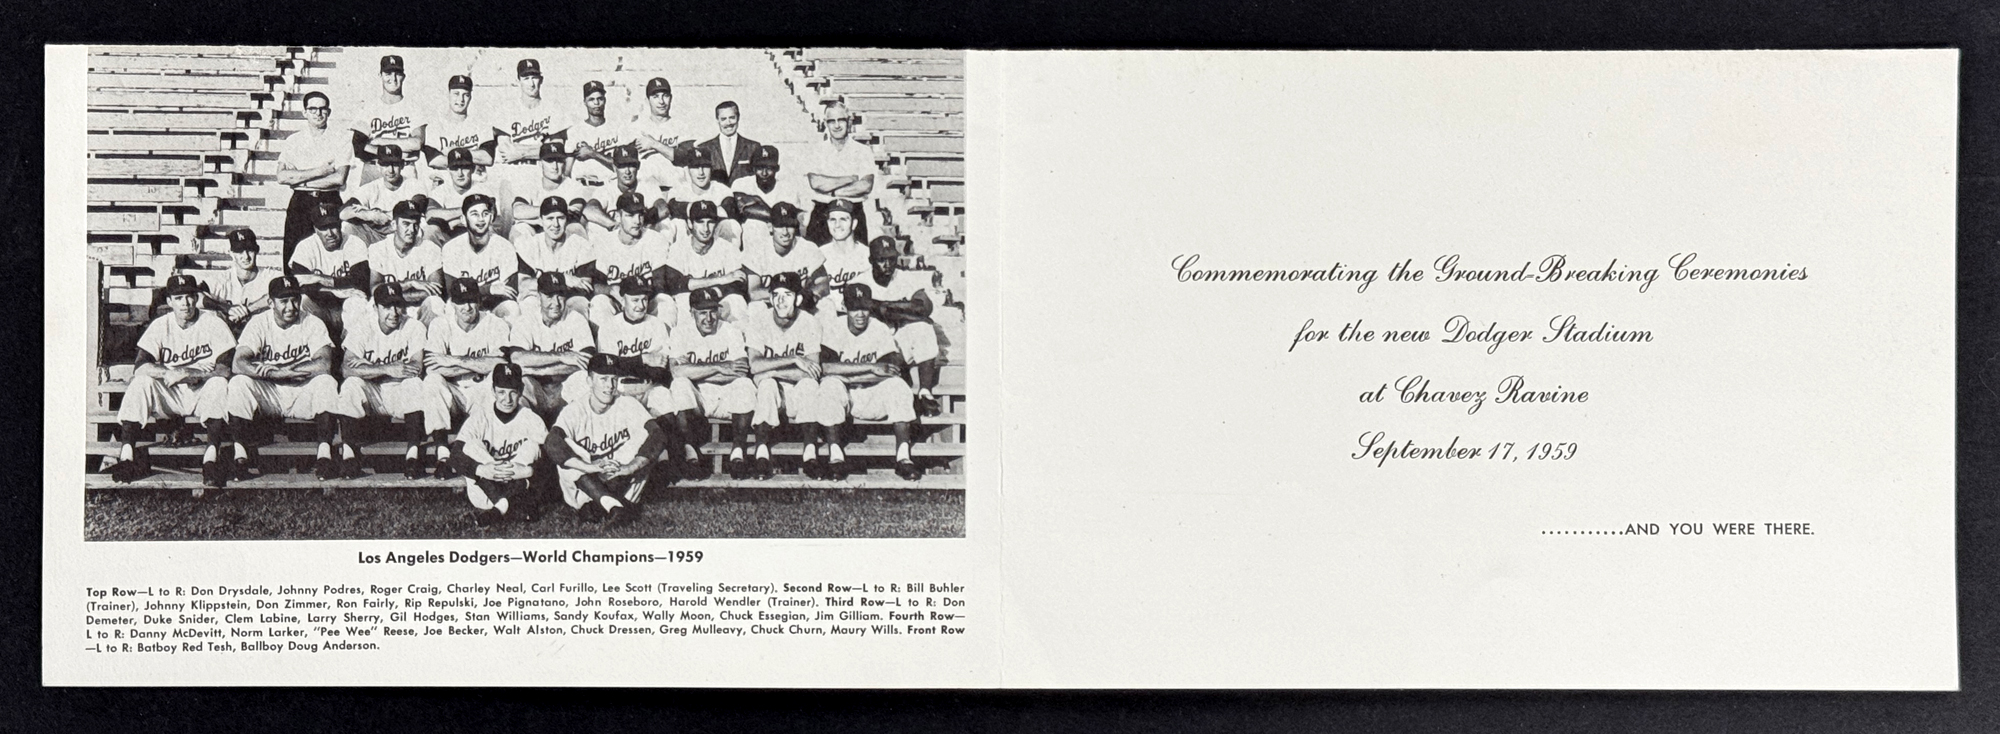 Dodgers
Los Angeles Dodgers—World Champions—1959
Top Row—L to R: Don Drysdale, Johnny Podres, Roger Craig, Charley Neal, Carl Furillo, Lee Scott (Traveling Secretary). Second Row—L to R: Bill Buhler
(Trainer), Johnny Klippstein, Don Zimmer, Ron Fairly, Rip Repulski, Joe Pignatano, John Roseboro, Harold Wendler (Trainer). Third Row—L to R: Don
Demeter, Duke Snider, Clem Labine, Larry Sherry, Gil Hodges, Stan Williams, Sandy Koufax, Wally Moon, Chuck Essegian, Jim Gilliam. Fourth Row—
L to R: Danny McDevitt, Norm Larker, "Pee Wee" Reese, Joe Becker, Walt Alston, Chuck Dressen, Greg Mulleavy, Chuck Churn, Maury Wills. Front Row
—L to R: Batboy Red Tesh, Ballboy Doug Anderson.
Commemorating the Ground-Breaking Ceremonies
for the new Dodger Stadium
at Chavez Ravine
September 17, 1959
...........AND YOU WERE THERE.